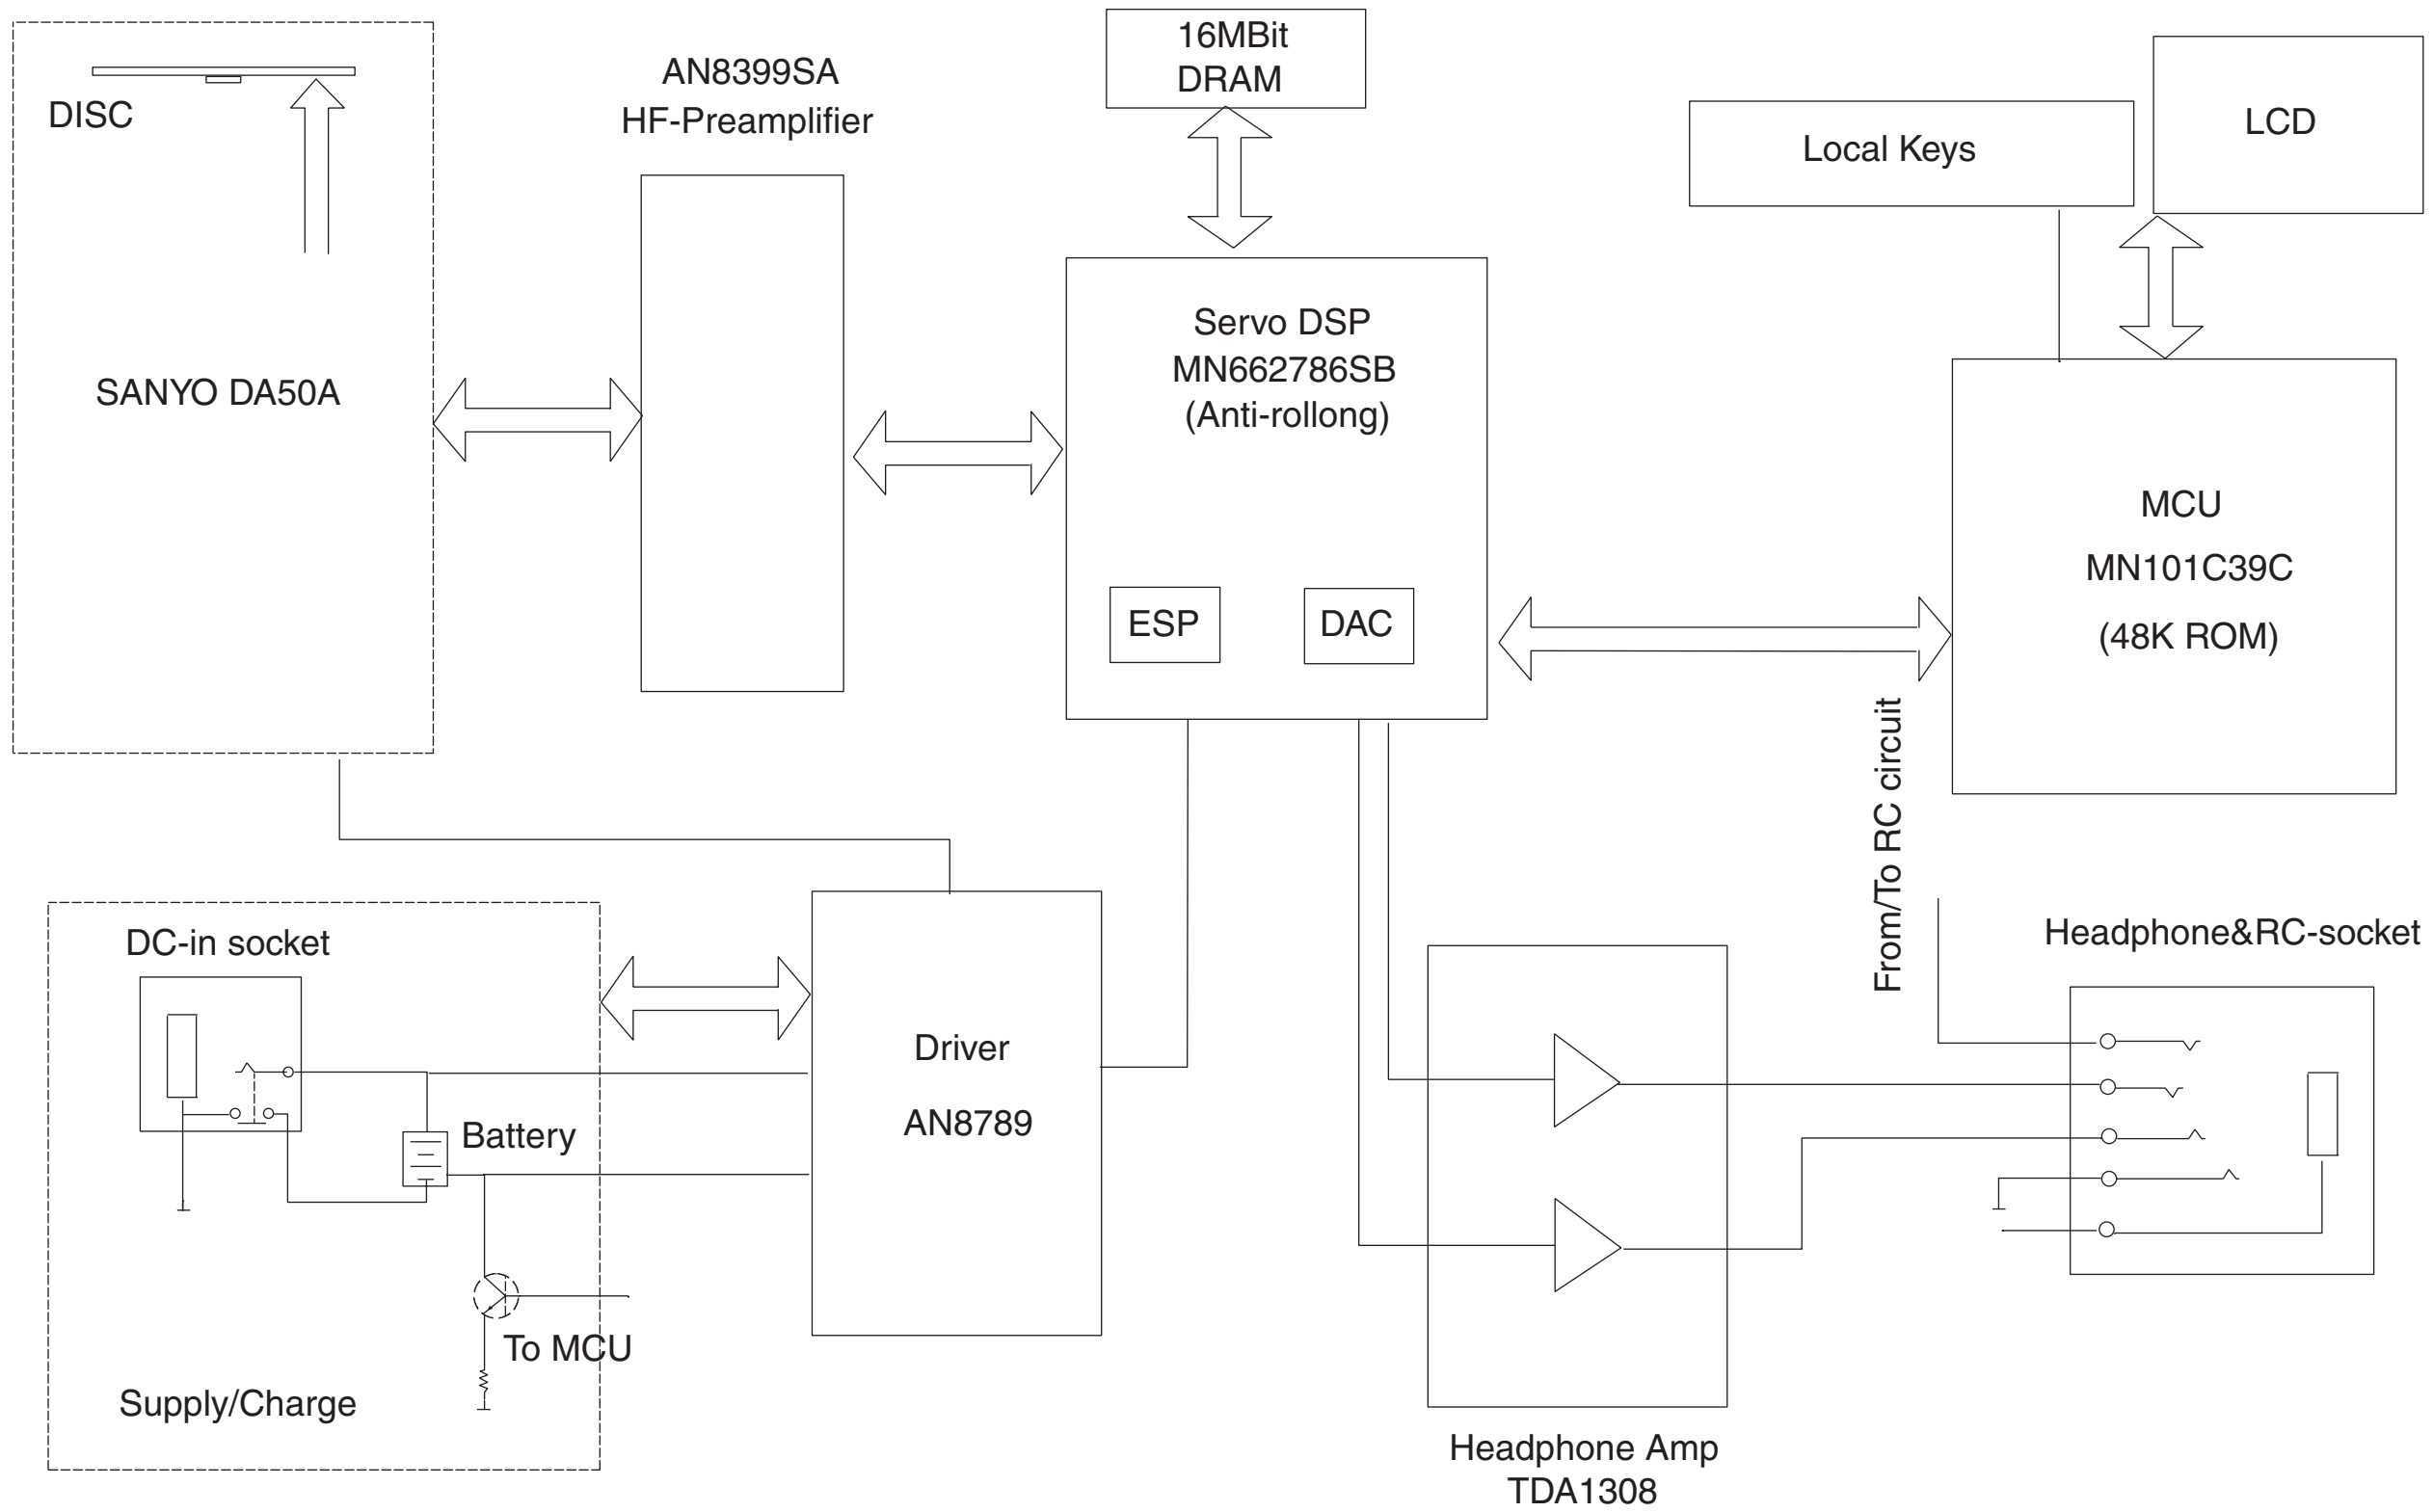 DISC
SANYO DA50A
AN8399SA
HF-Preamplifier
16MBit
DRAM
Local Keys
LCD
Servo DSP
MN662786SB
(Anti-rollong)
ESP
DAC
MCU
MN101C39C
(48K ROM)
From/To RC circuit
Headphone&RC-socket
DC-in socket
Battery
To MCU
Supply/Charge
Driver
AN8789
Headphone Amp
TDA1308